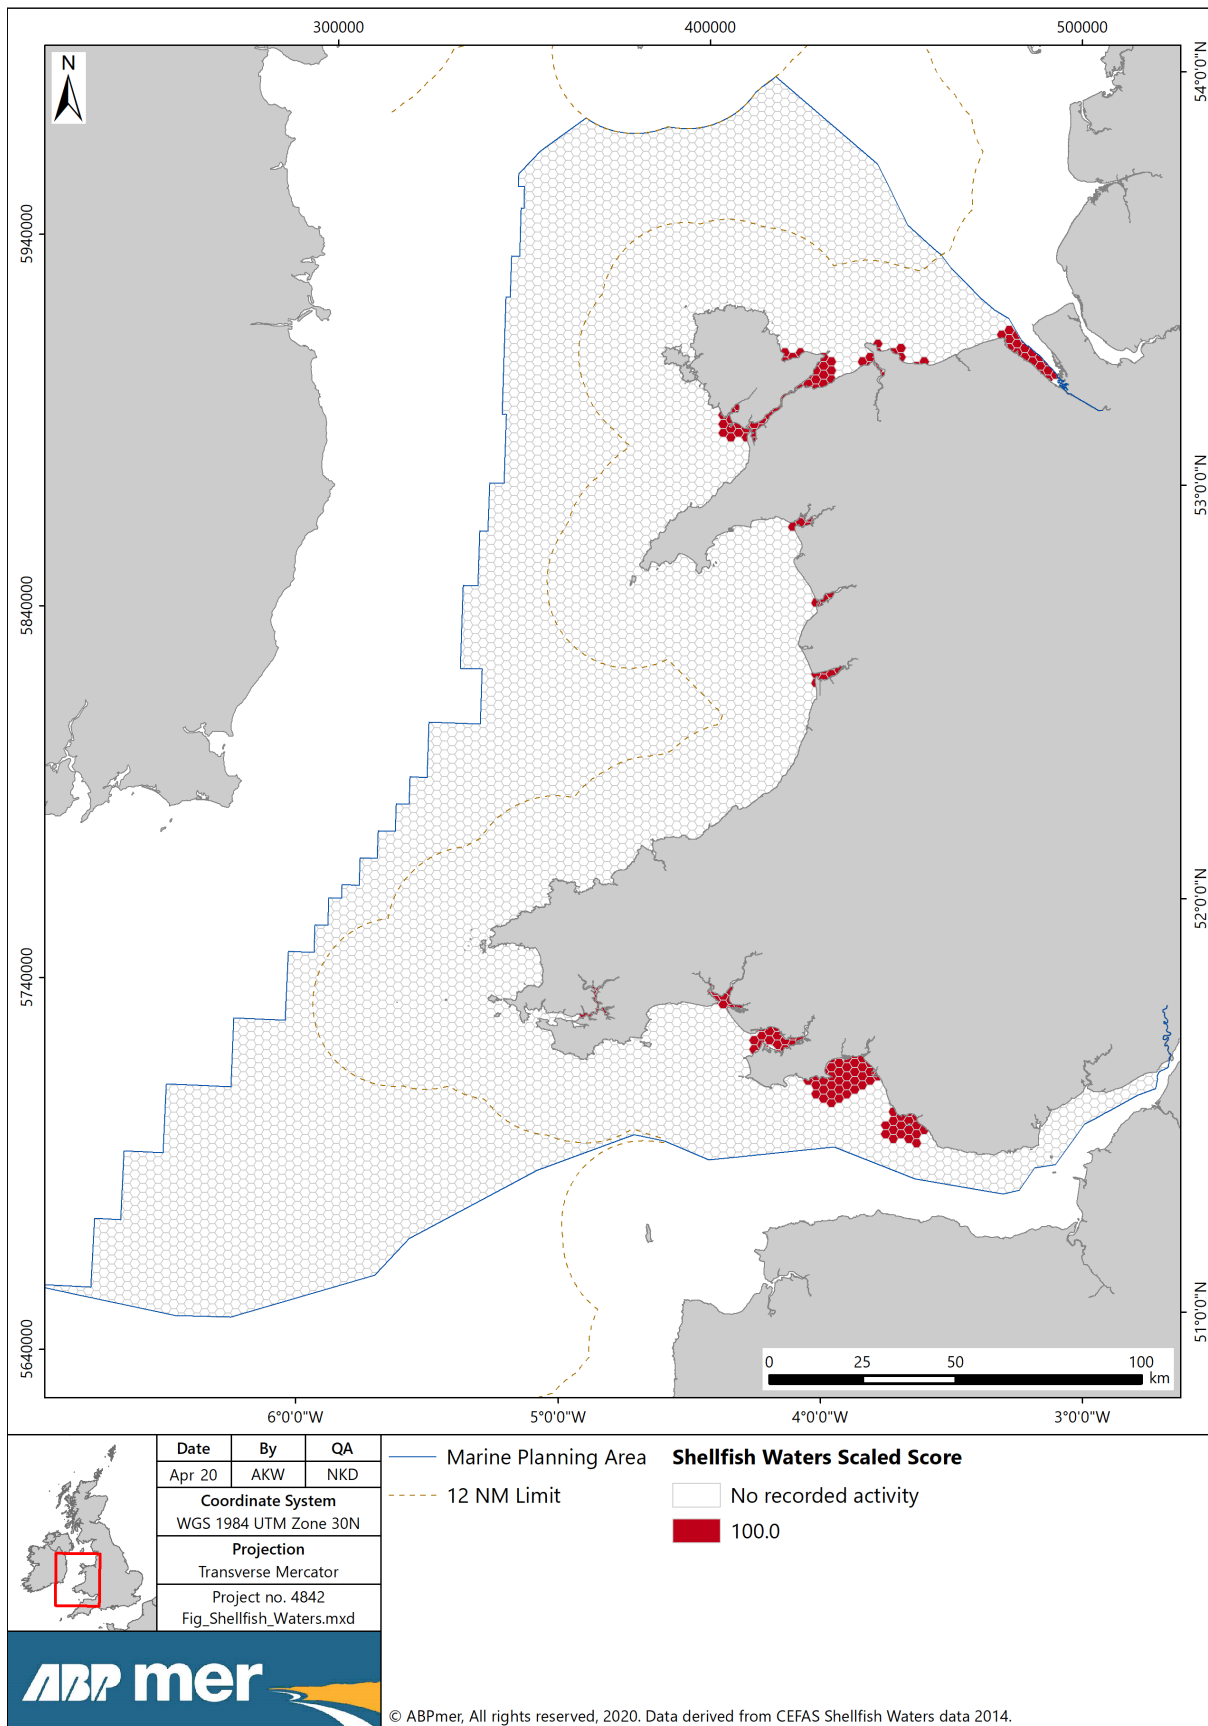 300000 400000 500000
N
54°0'0"N
5940000
53°0'0"N
5840000
52°0'0"N
5740000
51°0'0"N
5640000
0 25 50 100
km
6°0'0"W 5°0'0"W 4°0'0"W 3°0'0"W
Date By QA
Apr 20 AKW NKD
Coordinate System
WGS 1984 UTM Zone 30N
Projection
Transverse Mercator
Project no. 4842
Fig_Shellfish_Waters.mxd
ABPmer
Marine Planning Area
12 NM Limit
Shellfish Waters Scaled Score
No recorded activity
100.0
© ABPmer, All rights reserved, 2020. Data derived from CEFAS Shellfish Waters data 2014.